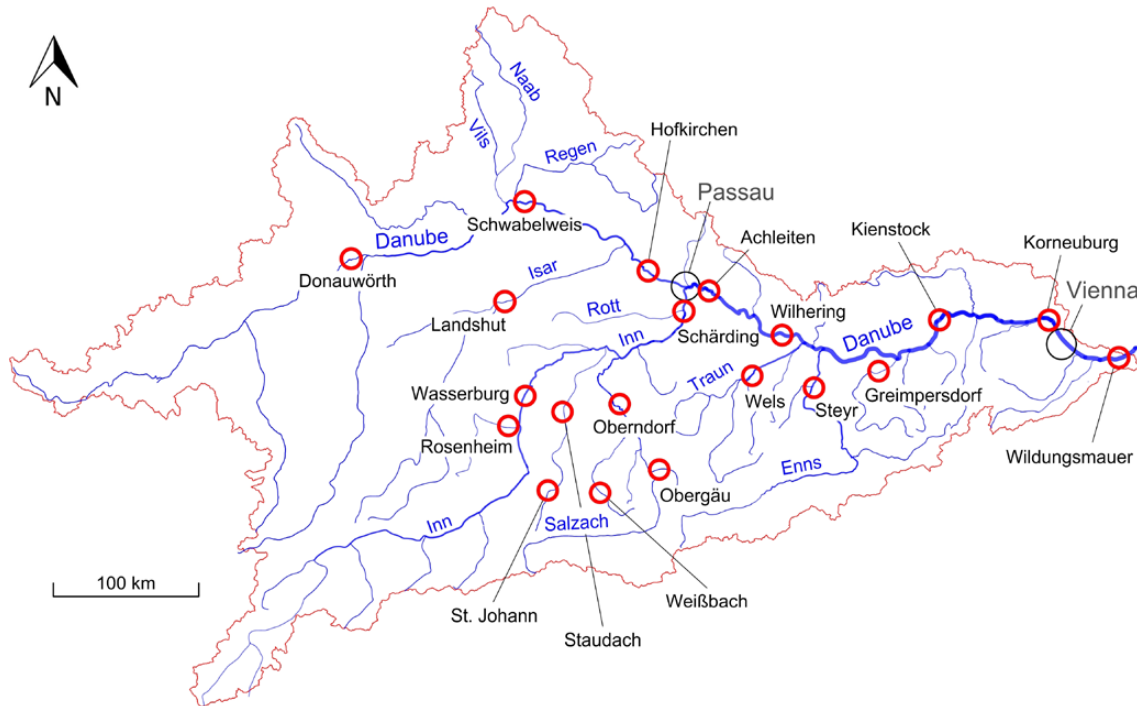 N
Naab
Vils
Regen
Hofkirchen
Passau
Achleiten
Kienstock
Korneuburg
Vienna
Schwabelweis
Danube
Donauwörth
Isar
Landshut
Rott
Inn
Schärding
Wilhering
Danube
Traun
Wels
Steyr
Greimpersdorf
Wildungsmauer
Wasserburg
Rosenheim
Oberndorf
Obergäu
Enns
Inn
Salzach
100 km
St. Johann
Staudach
Weißbach